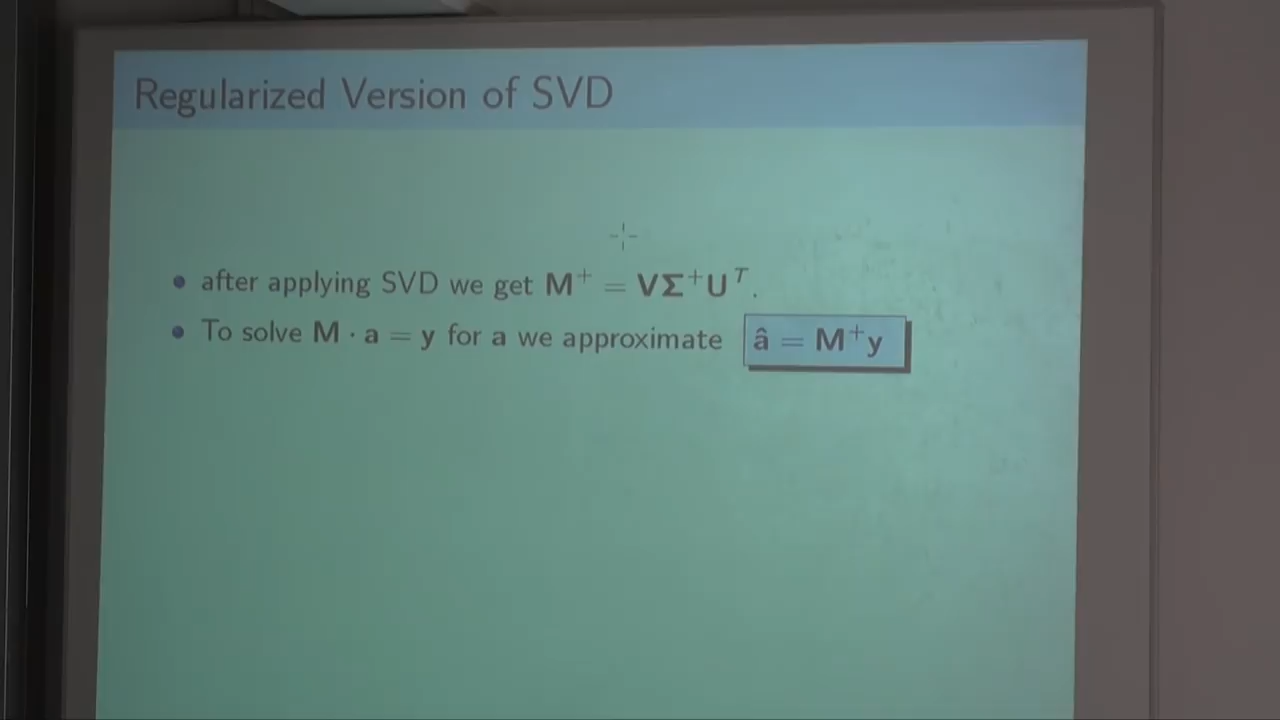 Regularized Version of SVD
after applying SVD we get M⁺ = VΣ⁺Uᵀ.
To solve M · a = y for a we approximate â = M⁺y